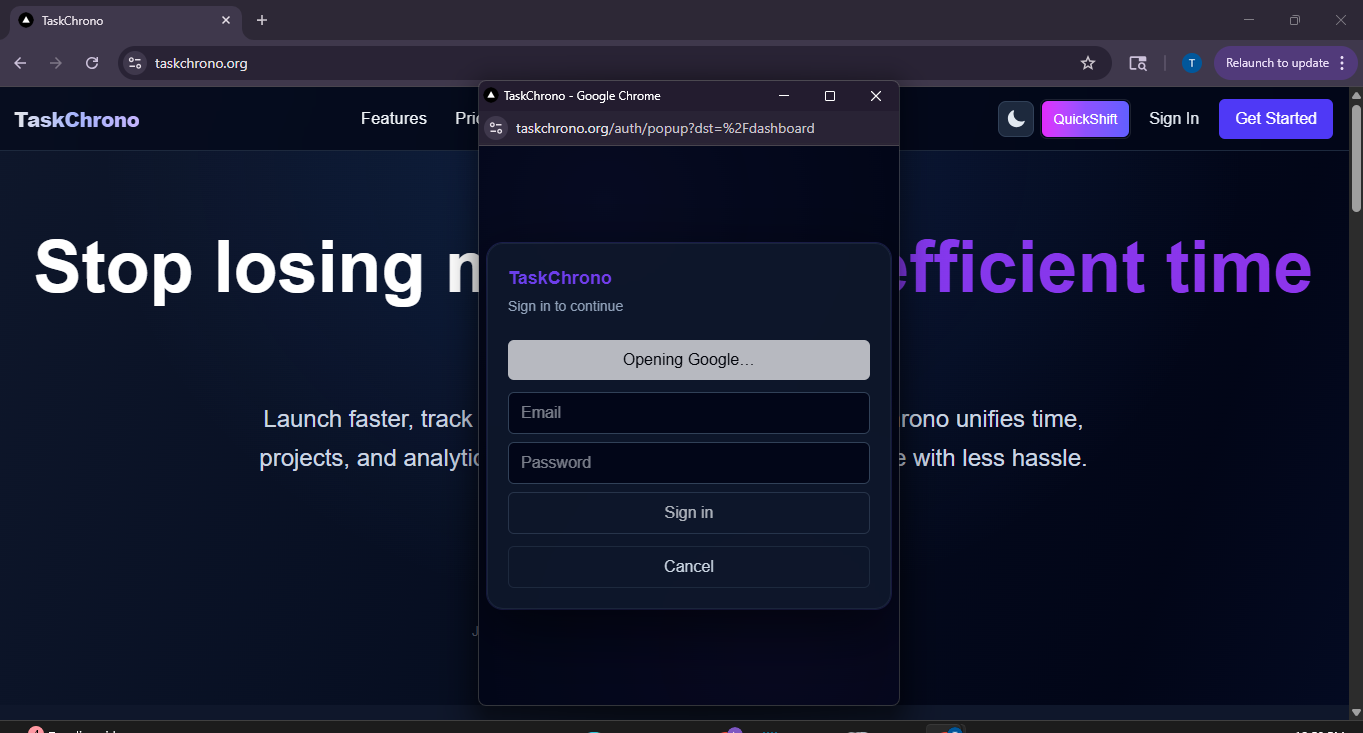 TaskChrono
taskchrono.org
T
Relaunch to update
TaskChrono - Google Chrome
taskchrono.org/auth/popup?dst=%2Fdashboard
TaskChrono
Features
QuickShift
Sign In
Get Started
Stop losing
efficient time
TaskChrono
Sign in to continue
Opening Google...
Email
Password
Sign in
Cancel
Launch faster, track
rono unifies time,
projects, and
with less hassle.